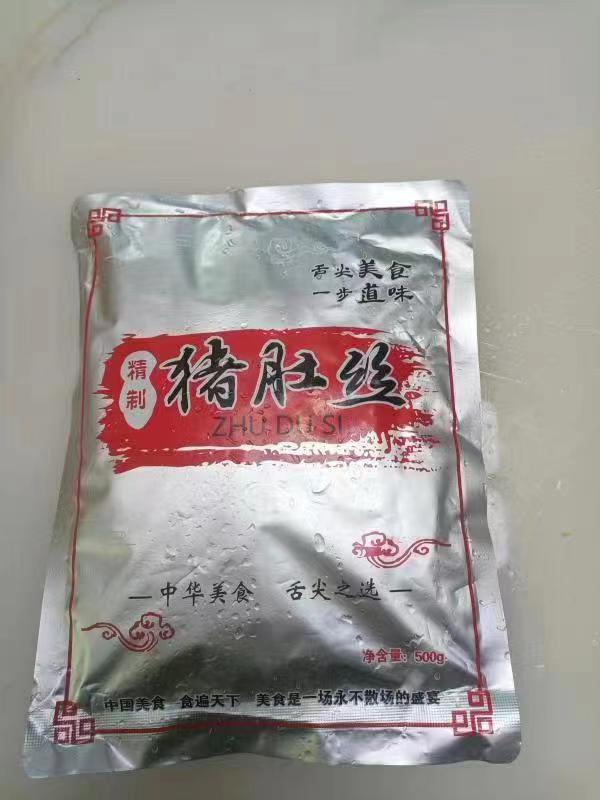 舌尖美食
一步直味
精制
猪肚丝
ZHU DU SI
—中华美食 舌尖之选—
净含量：500g
中国美食 食遍天下 美食是一场永不散场的盛宴